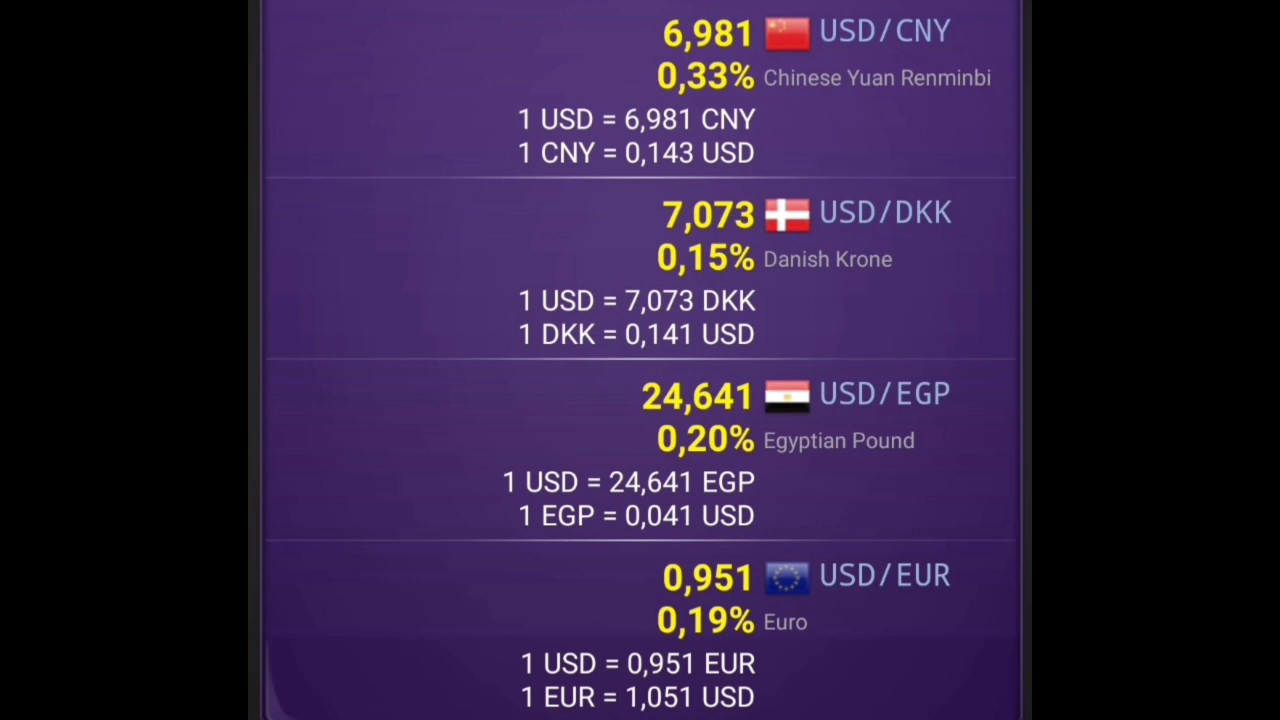 6,981 USD/CNY
0,33% Chinese Yuan Renminbi
1 USD = 6,981 CNY
1 CNY = 0,143 USD
7,073 USD/DKK
0,15% Danish Krone
1 USD = 7,073 DKK
1 DKK = 0,141 USD
24,641 USD/EGP
0,20% Egyptian Pound
1 USD = 24,641 EGP
1 EGP = 0,041 USD
0,951 USD/EUR
0,19% Euro
1 USD = 0,951 EUR
1 EUR = 1,051 USD